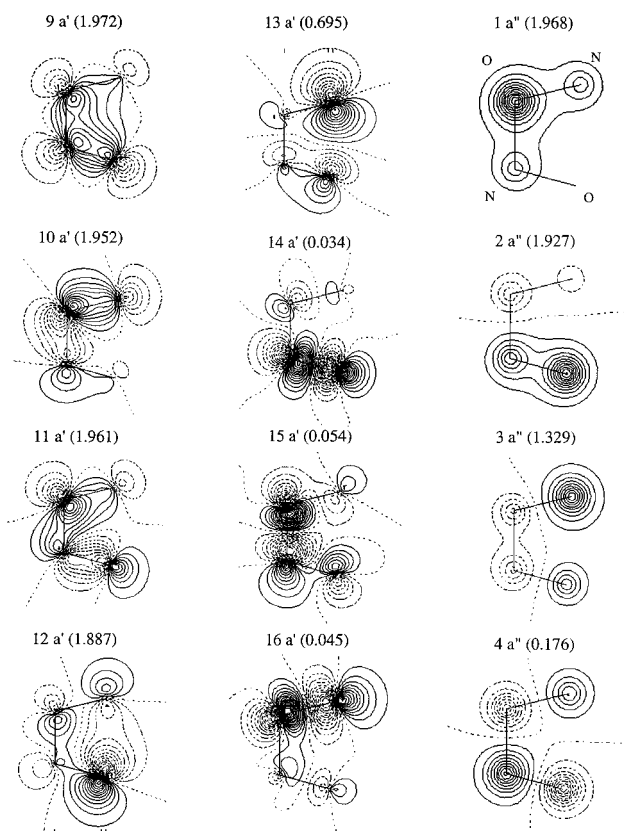 9 a' (1.972)
13 a' (0.695)
1 a" (1.968)
O
N
N
O
10 a' (1.952)
14 a' (0.034)
2 a" (1.927)
11 a' (1.961)
15 a' (0.054)
3 a" (1.329)
12 a' (1.887)
16 a' (0.045)
4 a" (0.176)